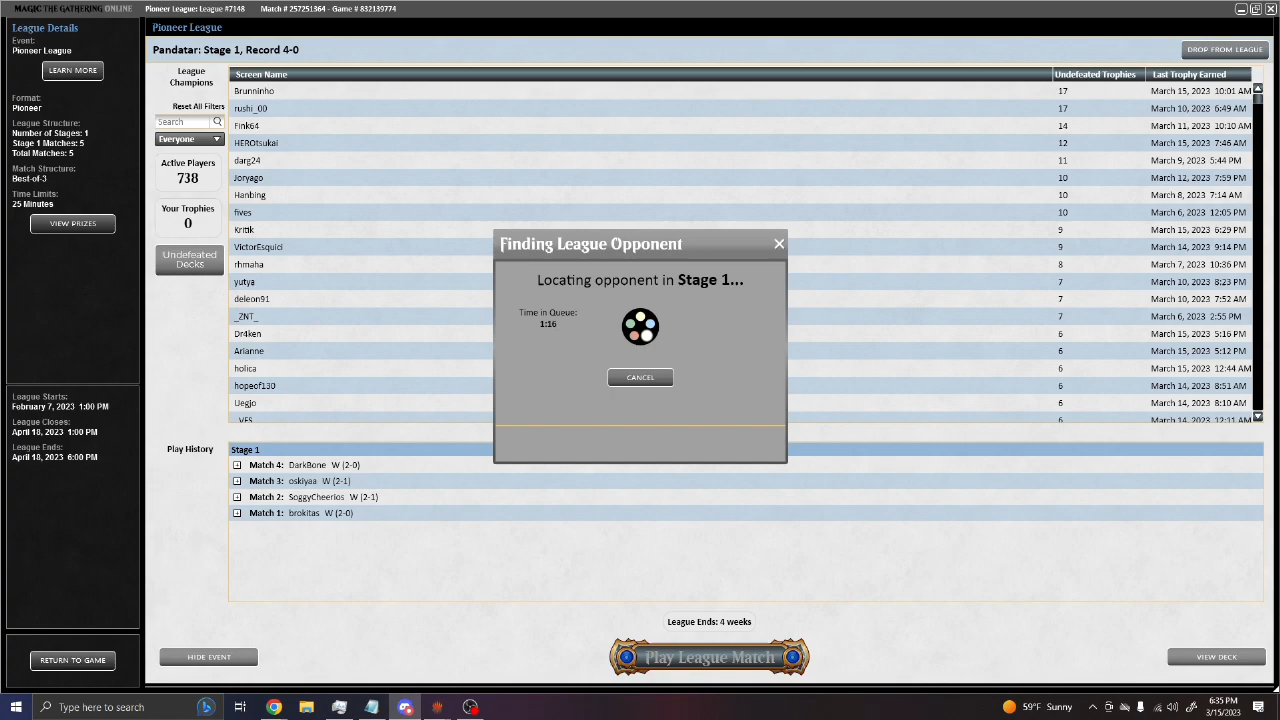 MAGIC THE GATHERING ONLINE
Pioneer League: League #7148 Match # 257251364 - Game # 832139774
League Details
Event:
Pioneer League
LEARN MORE
Format:
Pioneer
League Structure:
Number of Stages: 1
Stage 1 Matches: 5
Total Matches: 5
Match Structure:
Best-of-3
Time Limits:
25 Minutes
VIEW PRIZES
League Starts:
February 7, 2023 1:00 PM
League Closes:
April 18, 2023 1:00 PM
League Ends:
April 18, 2023 6:00 PM
RETURN TO GAME
Pioneer League
Pandatar: Stage 1, Record 4-0
DROP FROM LEAGUE
League
Champions
Reset All Filters
Search
Everyone
Active Players
738
Your Trophies
0
Undefeated
Decks
Screen Name Undefeated Trophies Last Trophy Earned
Brunninho 17 March 15, 2023 10:01 AM
rushi_00 17 March 10, 2023 6:49 AM
Fink64 14 March 11, 2023 10:10 AM
HEROtsukai 12 March 15, 2023 7:46 AM
darg24 11 March 9, 2023 5:44 PM
Joryago 10 March 12, 2023 7:59 PM
Hanbing 10 March 8, 2023 7:14 AM
fives 10 March 6, 2023 12:05 PM
Kritik 9 March 15, 2023 6:29 PM
VictorEsquici 9 March 14, 2023 9:14 PM
rhmaha 8 March 7, 2023 10:36 PM
yutya 7 March 10, 2023 8:23 PM
deleon91 7 March 10, 2023 7:52 AM
_ZNT_ 7 March 6, 2023 2:55 PM
Dr4ken 6 March 15, 2023 5:16 PM
Arianne 6 March 15, 2023 5:12 PM
holica 6 March 15, 2023 12:44 AM
hopeof130 6 March 14, 2023 8:51 AM
Uegjo 6 March 14, 2023 8:10 AM
_VFS_ 6 March 14, 2023 12:11 AM
Finding League Opponent
Locating opponent in Stage 1...
Time in Queue:
1:16
CANCEL
Play History
Stage 1
Match 4: DarkBone W (2-0)
Match 3: oskiyaa W (2-1)
Match 2: SoggyCheerios W (2-1)
Match 1: brokitas W (2-0)
League Ends: 4 weeks
HIDE EVENT
Play League Match
VIEW DECK
Type here to search
59°F Sunny
6:35 PM
3/15/2023